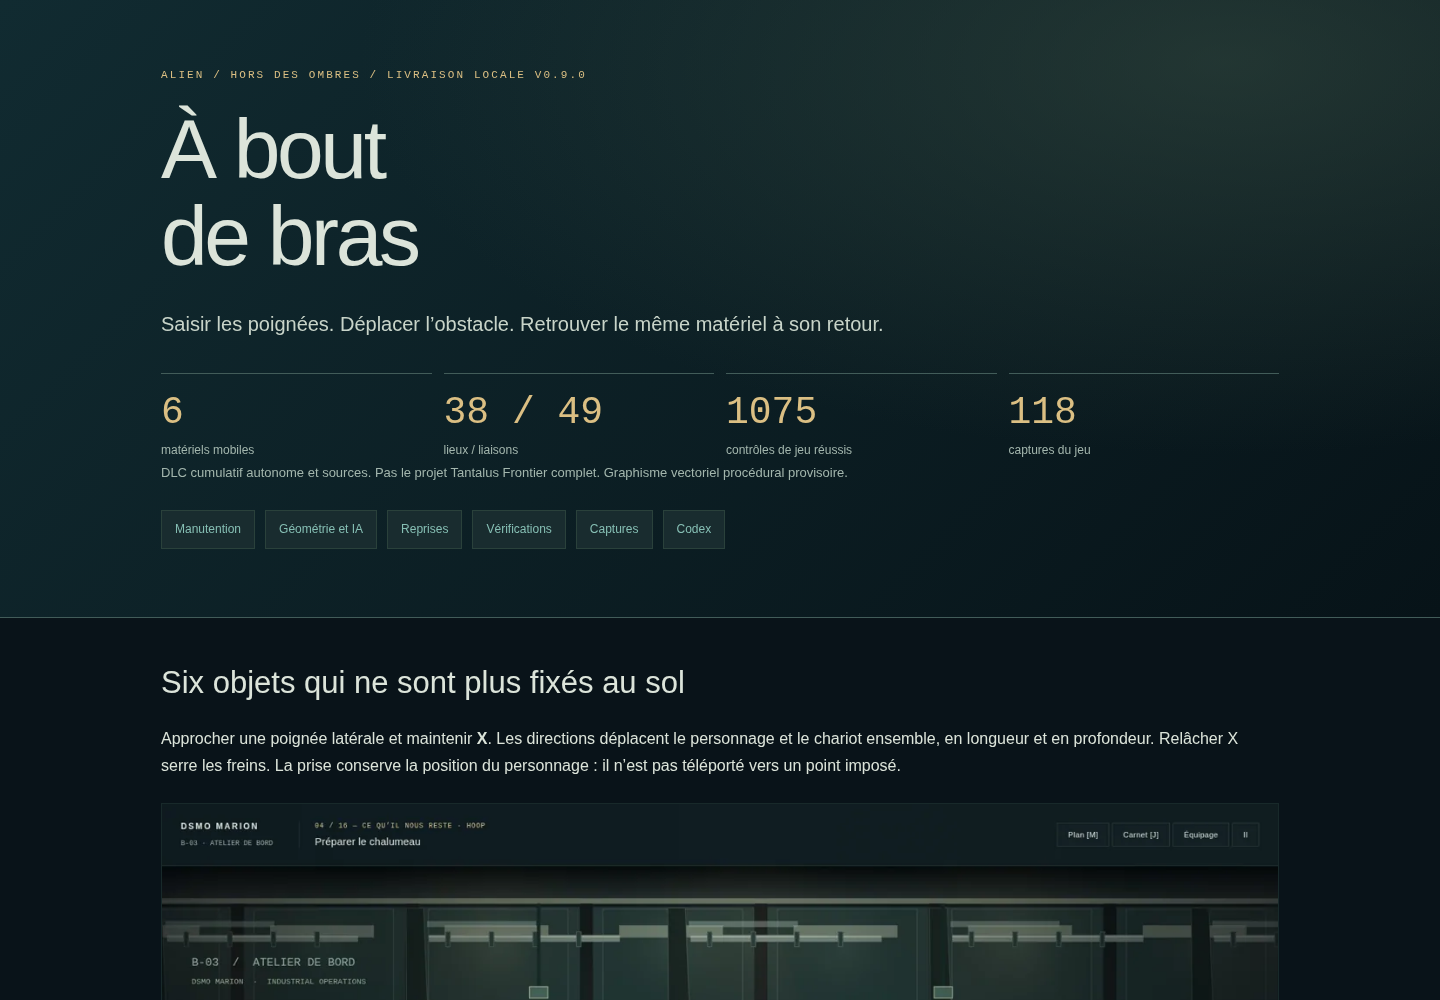 ALIEN / HORS DES OMBRES / LIVRAISON LOCALE V0.9.0
À bout
de bras
Saisir les poignées. Déplacer l’obstacle. Retrouver le même matériel à son retour.
6
matériels mobiles
38 / 49
lieux / liaisons
1075
contrôles de jeu réussis
118
captures du jeu
DLC cumulatif autonome et sources. Pas le projet Tantalus Frontier complet. Graphisme vectoriel procédural provisoire.
Manutention
Géométrie et IA
Reprises
Vérifications
Captures
Codex
Six objets qui ne sont plus fixés au sol
Approcher une poignée latérale et maintenir X. Les directions déplacent le personnage et le chariot ensemble, en longueur et en profondeur. Relâcher X
serre les freins. La prise conserve la position du personnage : il n’est pas téléporté vers un point imposé.
DSMO MARION
B-03 · ATELIER DE BORD
04 / 16 — CE QU'IL NOUS RESTE · HOOP
Préparer le chalumeau
Plan [M]
Carnet [J]
Équipage
II
B-03 / ATELIER DE BORD
DSMO MARION · INDUSTRIAL OPERATIONS